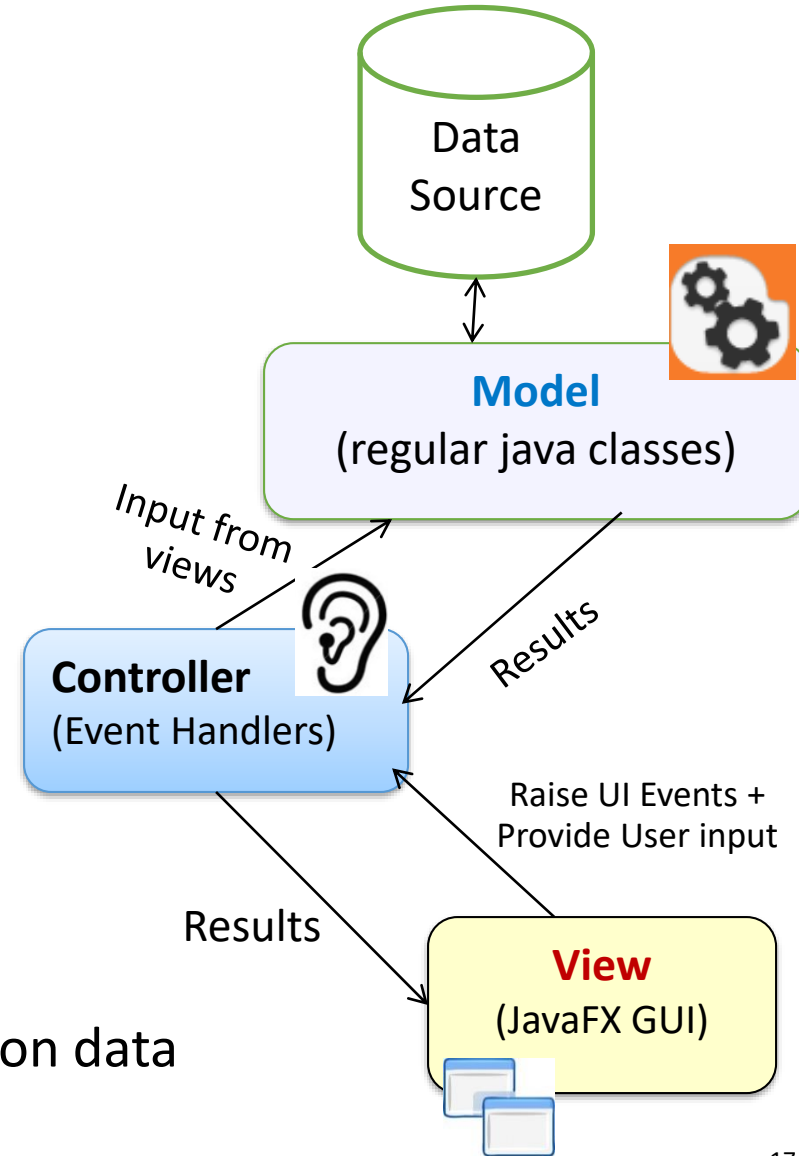 Data
Source
Model
(regular java classes)
Input from
views
Results
Controller
(Event Handlers)
Raise UI Events +
Provide User input
Results
View
(JavaFX GUI)
on data
17